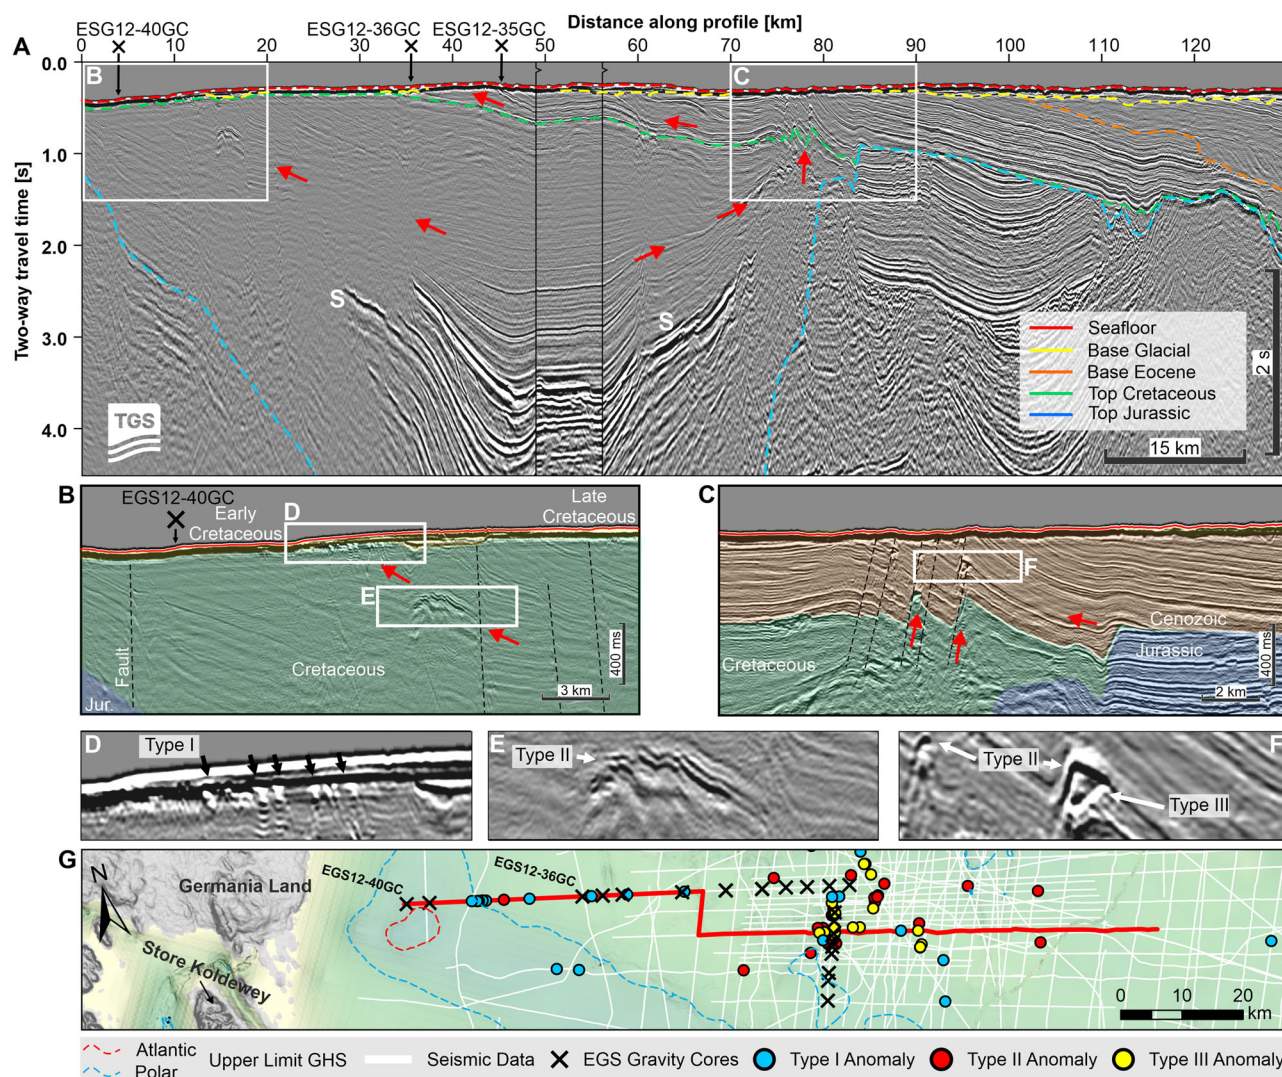 Distance along profile [km]
ESG12-40GC
ESG12-36GC
ESG12-35GC
A
0 10 20 40 50 60 70 80 90 100 110 120
Two-way travel time [s]
0.0
1.0
2.0
3.0
4.0
B
C
S
S
TGS
Seafloor
Base Glacial
Base Eocene
Top Cretaceous
Top Jurassic
2 s
15 km
B
EGS12-40GC
Early
Cretaceous
Late
Cretaceous
D
E
Fault
Cretaceous
Jur.
400 ms
3 km
C
F
Cenozoic
Jurassic
Cretaceous
400 ms
2 km
D
Type I
E
Type II
F
Type II
Type III
G
N
Germania Land
Store Koldewey
EGS12-40GC
EGS12-36GC
0 10 20
km
Atlantic
Polar
Upper Limit GHS
Seismic Data
EGS Gravity Cores
Type I Anomaly
Type II Anomaly
Type III Anomaly